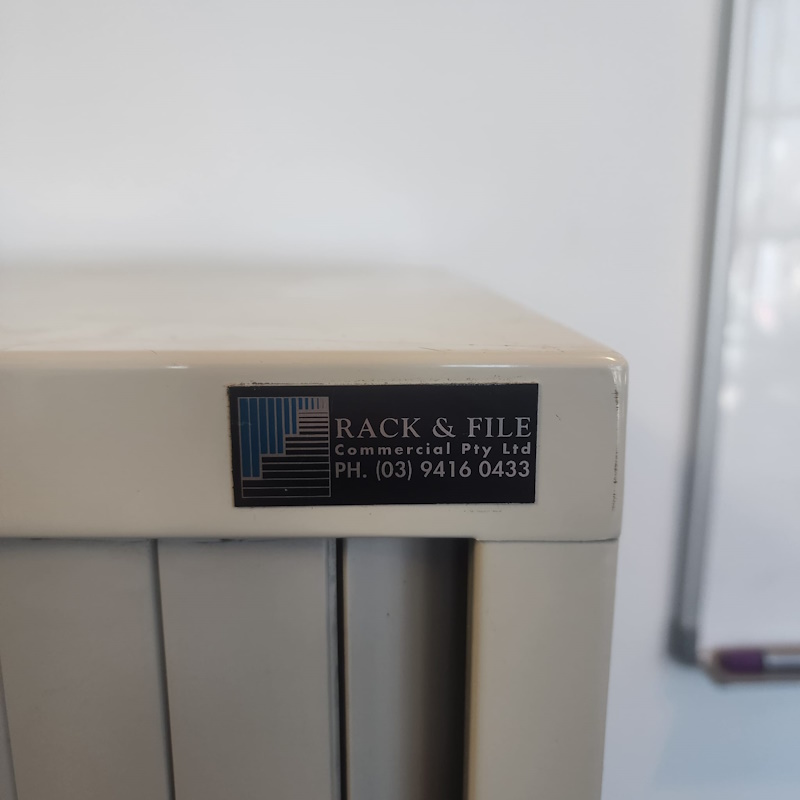 RACK & FILE
Commercial Pty Ltd
PH. (03) 9416 0433